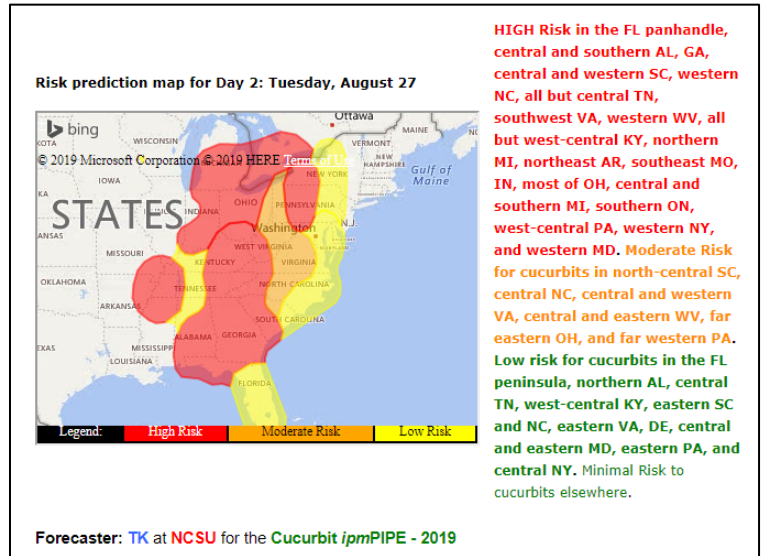 Risk prediction map for Day 2: Tuesday, August 27
bing
Ottawa
MAINE
WISCONSIN
VERMONT
© 2019 Microsoft Corporation © 2019 HERE Terms of Use
NEW HAMPSHIRE
Gulf of Maine
IOWA
NEW YORK
STATES
INDIANA
OHIO
PENNSYLVANIA
N.J.
Washington
WEST VIRGINIA
MISSOURI
KENTUCKY
VIRGINIA
OKLAHOMA
TENNESSEE
NORTH CAROLINA
ARKANSAS
SOUTH CAROLINA
MISSISSIPPI
ALABAMA
GEORGIA
LOUISIANA
FLORIDA
Legend:
High Risk
Moderate Risk
Low Risk
HIGH Risk in the FL panhandle,
central and southern AL, GA,
central and western SC, western
NC, all but central TN,
southwest VA, western WV, all
but west-central KY, northern
MI, northeast AR, southeast MO,
IN, most of OH, central and
southern MI, southern ON,
west-central PA, western NY,
and western MD. Moderate Risk
for cucurbits in north-central SC,
central NC, central and western
VA, central and eastern WV, far
eastern OH, and far western PA.
Low risk for cucurbits in the FL
peninsula, northern AL, central
TN, west-central KY, eastern SC
and NC, eastern VA, DE, central
and eastern MD, eastern PA, and
central NY. Minimal Risk to
cucurbits elsewhere.
Forecaster: TK at NCSU for the Cucurbit ipmPIPE - 2019